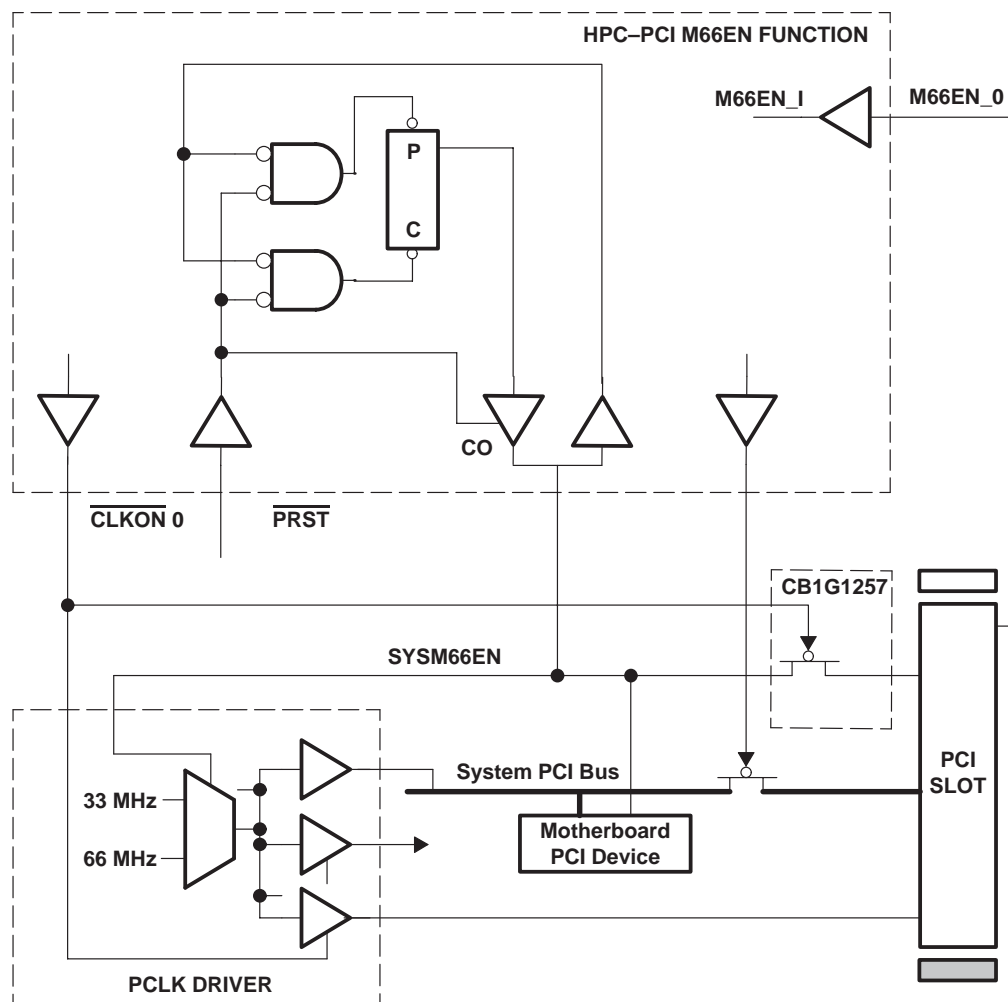 HPC–PCI M66EN FUNCTION
M66EN_I
M66EN_0
P
C
CO
CLKON 0
PRST
CB1G1257
SYSM66EN
PCI
SLOT
System PCI Bus
33 MHz
66 MHz
Motherboard
PCI Device
PCLK DRIVER